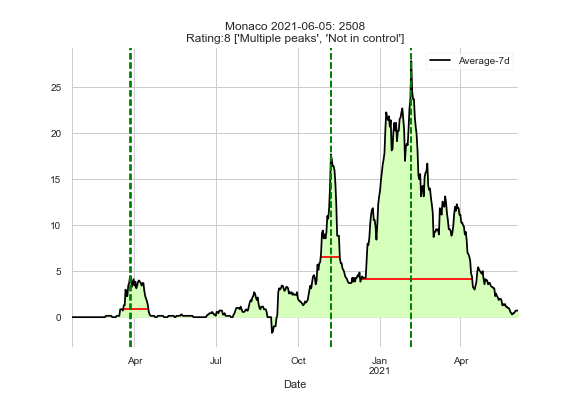 Monaco 2021-06-05: 2508
Rating:8 ['Multiple peaks', 'Not in control']
Average-7d
25
20
15
10
5
0
Apr Jul Oct Jan Apr
2021
Date